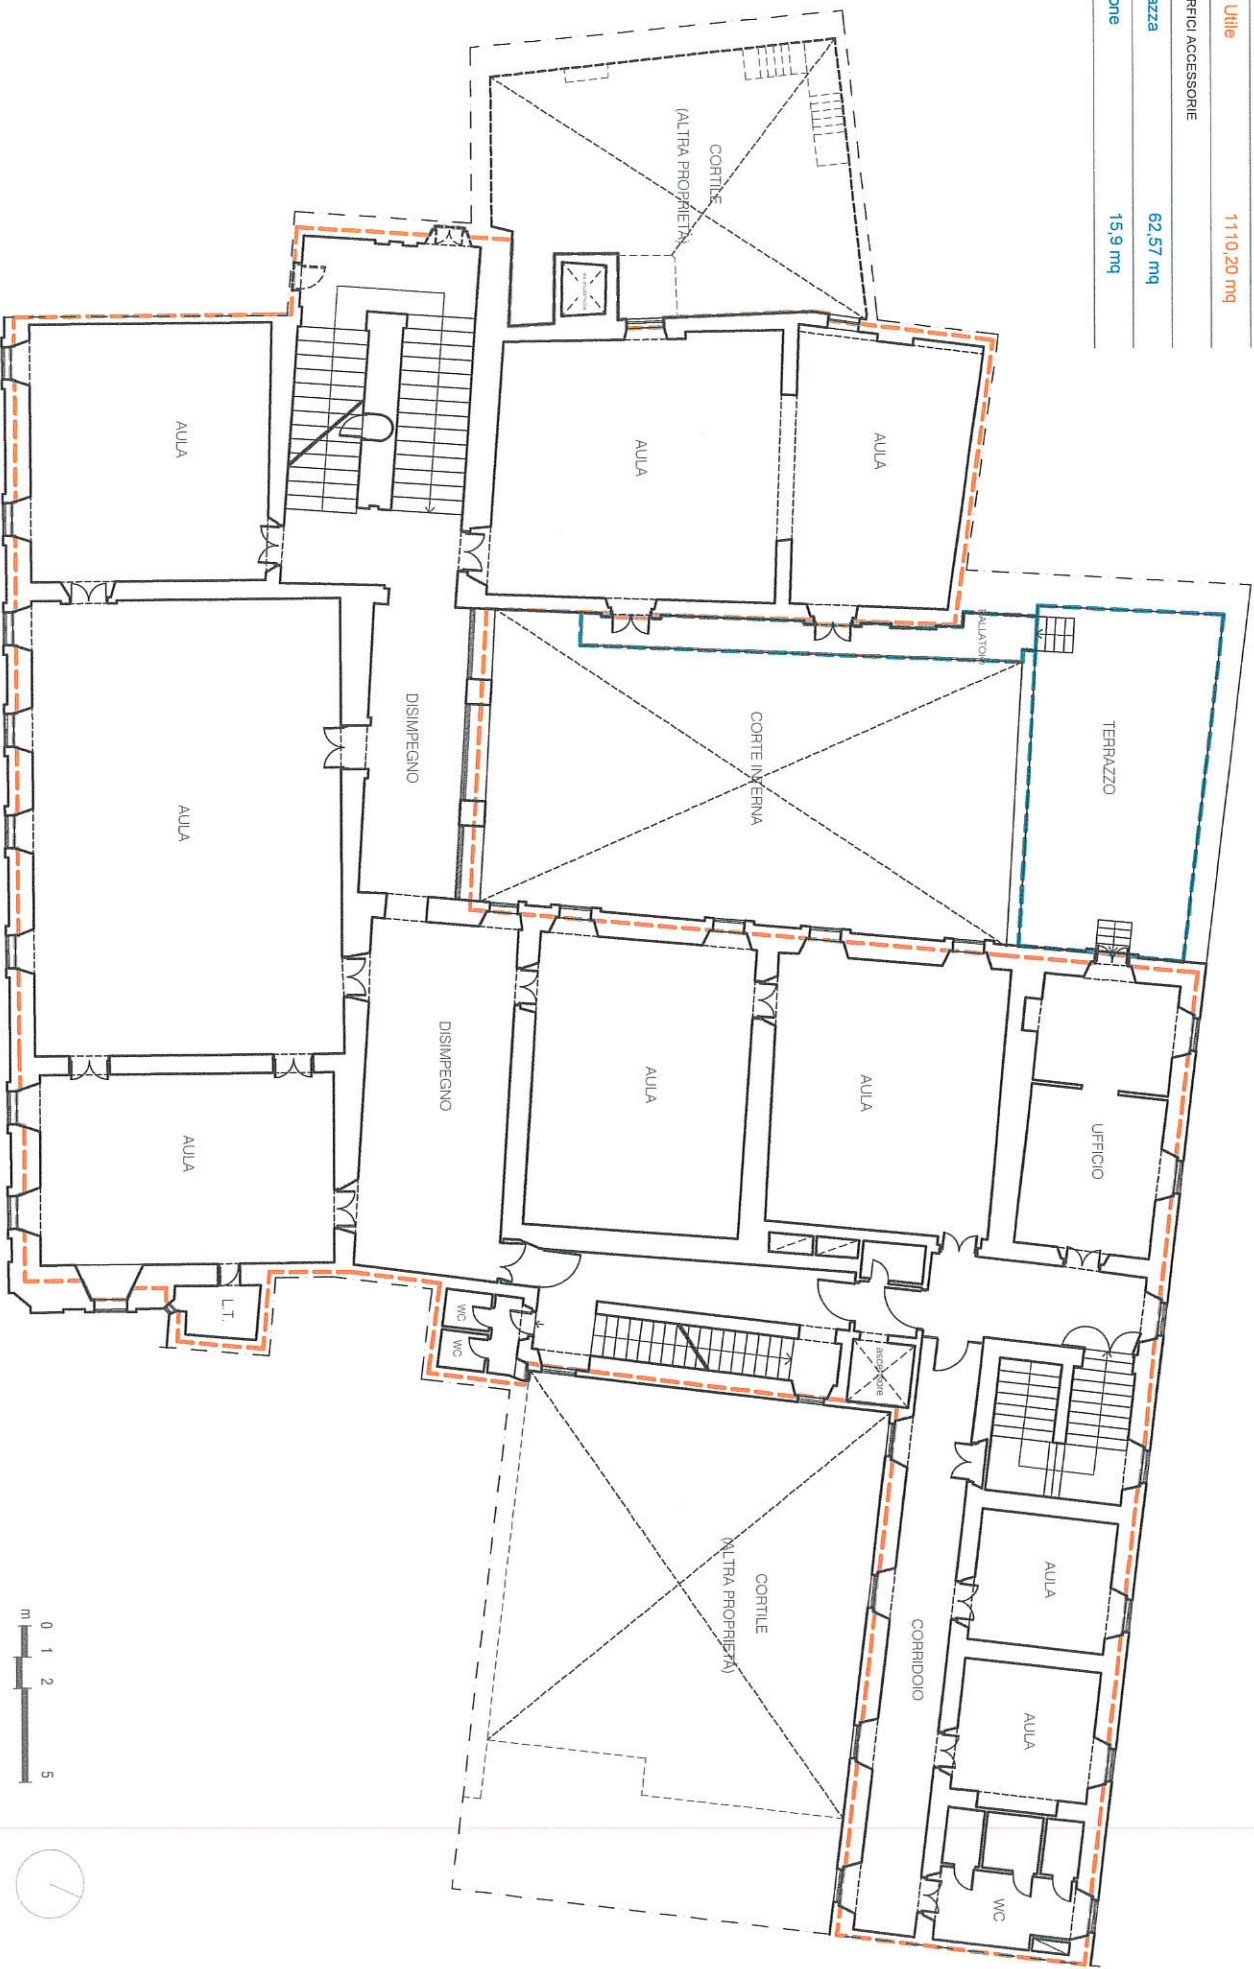 Utile 1110,20 mq
RFICI ACCESSORIE
azza 62,57 mq
one 15,9 mq
CORTILE
(ALTRA PROPRIETÀ)
AULA
AULA
AULA
BALLATOIO
TERRAZZO
CORTE INTERNA
DISIMPEGNO
AULA
UFFICIO
AULA
AULA
DISIMPEGNO
AULA
L.T.
WC
WC
ascensore
AULA
CORTILE
(ALTRA PROPRIETÀ)
CORRIDOIO
AULA
WC
0 1 2 5
m